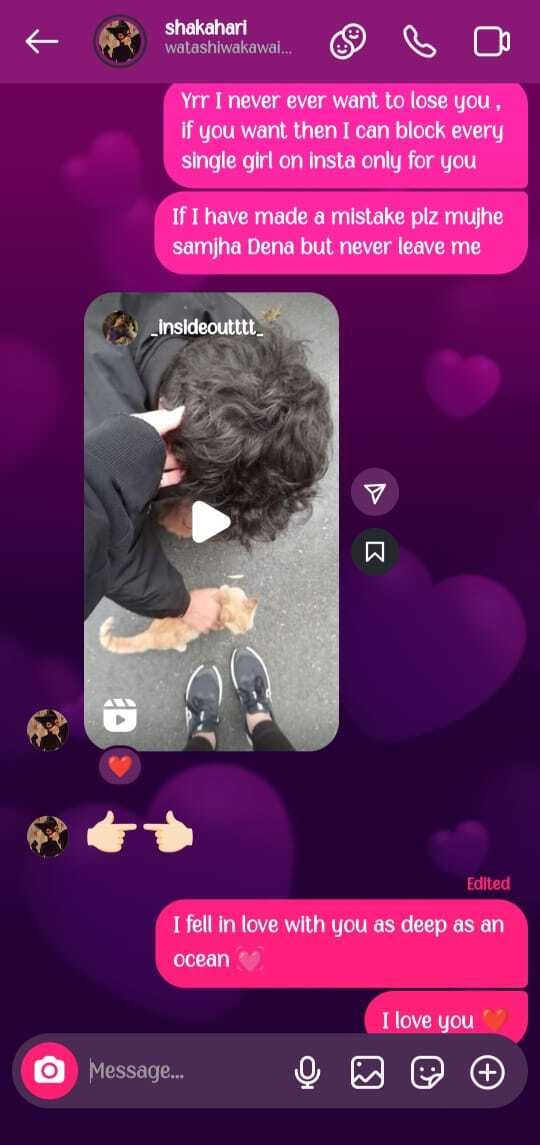 shakahari
watashiwakawai...
Yrr I never ever want to lose you ,
if you want then I can block every
single girl on insta only for you
If I have made a mistake plz mujhe
samjha Dena but never leave me
_insideoutttt_
Edited
I fell in love with you as deep as an
ocean 💓
I love you ❤️
Message...